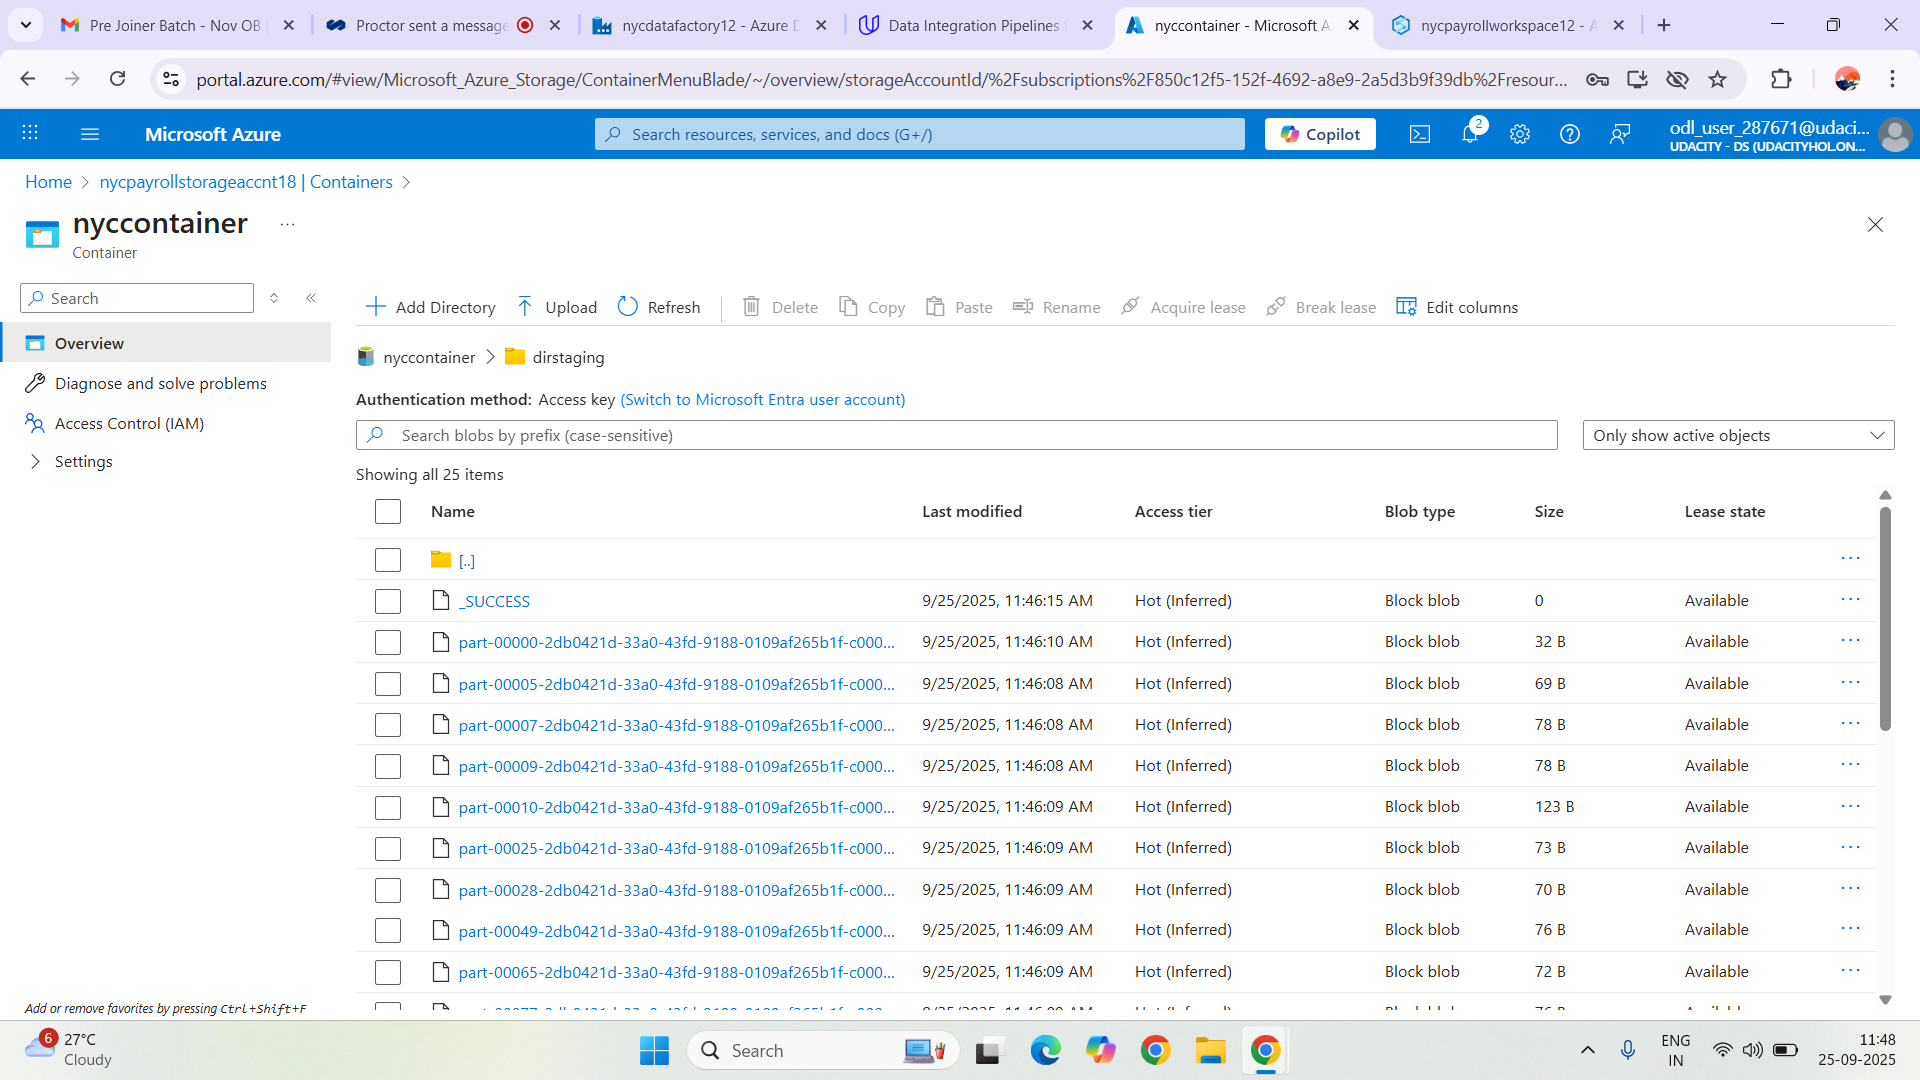 Pre Joiner Batch - Nov OB
Proctor sent a message
nycdatafactory12 - Azure D
Data Integration Pipelines
nyccontainer - Microsoft A
nycpayrollworkspace12 - A
portal.azure.com/#view/Microsoft_Azure_Storage/ContainerMenuBlade/~/overview/storageAccountId/%2Fsubscriptions%2F850c12f5-152f-4692-a8e9-2a5d3b9f39db%2Fresour...
Microsoft Azure
Search resources, services, and docs (G+/)
Copilot
2
odl_user_287671@udaci...
UDACITY - DS (UDACITYHOL.ON...
Home > nycpayrollstorageaccnt18 | Containers >
nyccontainer ...
Container
Search
Overview
Diagnose and solve problems
Access Control (IAM)
Settings
Add Directory Upload Refresh Delete Copy Paste Rename Acquire lease Break lease Edit columns
nyccontainer > dirstaging
Authentication method: Access key (Switch to Microsoft Entra user account)
Search blobs by prefix (case-sensitive)
Only show active objects
Showing all 25 items
Name Last modified Access tier Blob type Size Lease state
[..] ...
_SUCCESS 9/25/2025, 11:46:15 AM Hot (Inferred) Block blob 0 Available ...
part-00000-2db0421d-33a0-43fd-9188-0109af265b1f-c000... 9/25/2025, 11:46:10 AM Hot (Inferred) Block blob 32 B Available ...
part-00005-2db0421d-33a0-43fd-9188-0109af265b1f-c000... 9/25/2025, 11:46:08 AM Hot (Inferred) Block blob 69 B Available ...
part-00007-2db0421d-33a0-43fd-9188-0109af265b1f-c000... 9/25/2025, 11:46:08 AM Hot (Inferred) Block blob 78 B Available ...
part-00009-2db0421d-33a0-43fd-9188-0109af265b1f-c000... 9/25/2025, 11:46:08 AM Hot (Inferred) Block blob 78 B Available ...
part-00010-2db0421d-33a0-43fd-9188-0109af265b1f-c000... 9/25/2025, 11:46:09 AM Hot (Inferred) Block blob 123 B Available ...
part-00025-2db0421d-33a0-43fd-9188-0109af265b1f-c000... 9/25/2025, 11:46:09 AM Hot (Inferred) Block blob 73 B Available ...
part-00028-2db0421d-33a0-43fd-9188-0109af265b1f-c000... 9/25/2025, 11:46:09 AM Hot (Inferred) Block blob 70 B Available ...
part-00049-2db0421d-33a0-43fd-9188-0109af265b1f-c000... 9/25/2025, 11:46:09 AM Hot (Inferred) Block blob 76 B Available ...
part-00065-2db0421d-33a0-43fd-9188-0109af265b1f-c000... 9/25/2025, 11:46:09 AM Hot (Inferred) Block blob 72 B Available ...
Add or remove favorites by pressing Ctrl+Shift+F
6
27°C
Cloudy
Search
ENG
IN
11:48
25-09-2025